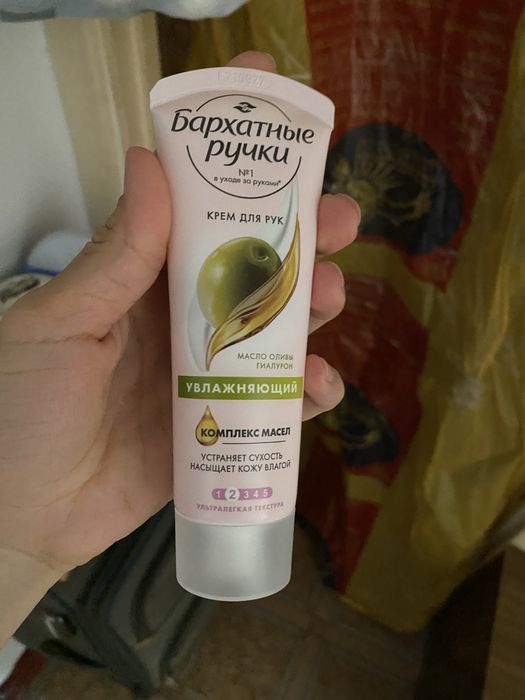 Бархатные
ручки
№1
в уходе за руками*
КРЕМ ДЛЯ РУК
МАСЛО ОЛИВЫ
ГИАЛУРОН
УВЛАЖНЯЮЩИЙ
КОМПЛЕКС МАСЕЛ
УСТРАНЯЕТ СУХОСТЬ
НАСЫЩАЕТ КОЖУ ВЛАГОЙ
1 2 3 4 5
УЛЬТРАЛЕГКАЯ ТЕКСТУРА